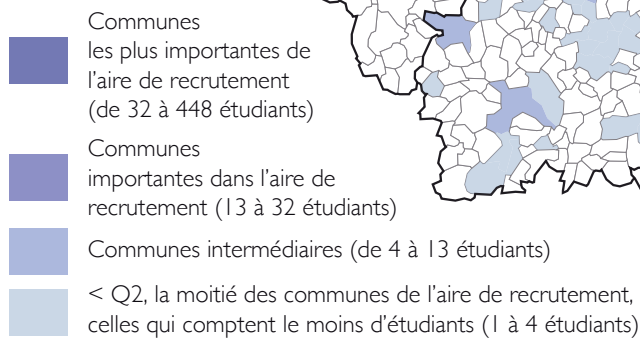 Communes
les plus importantes de
l'aire de recrutement
(de 32 à 448 étudiants)
Communes
importantes dans l'aire de
recrutement (13 à 32 étudiants)
Communes intermédiaires (de 4 à 13 étudiants)
< Q2, la moitié des communes de l'aire de recrutement,
celles qui comptent le moins d'étudiants (1 à 4 étudiants)